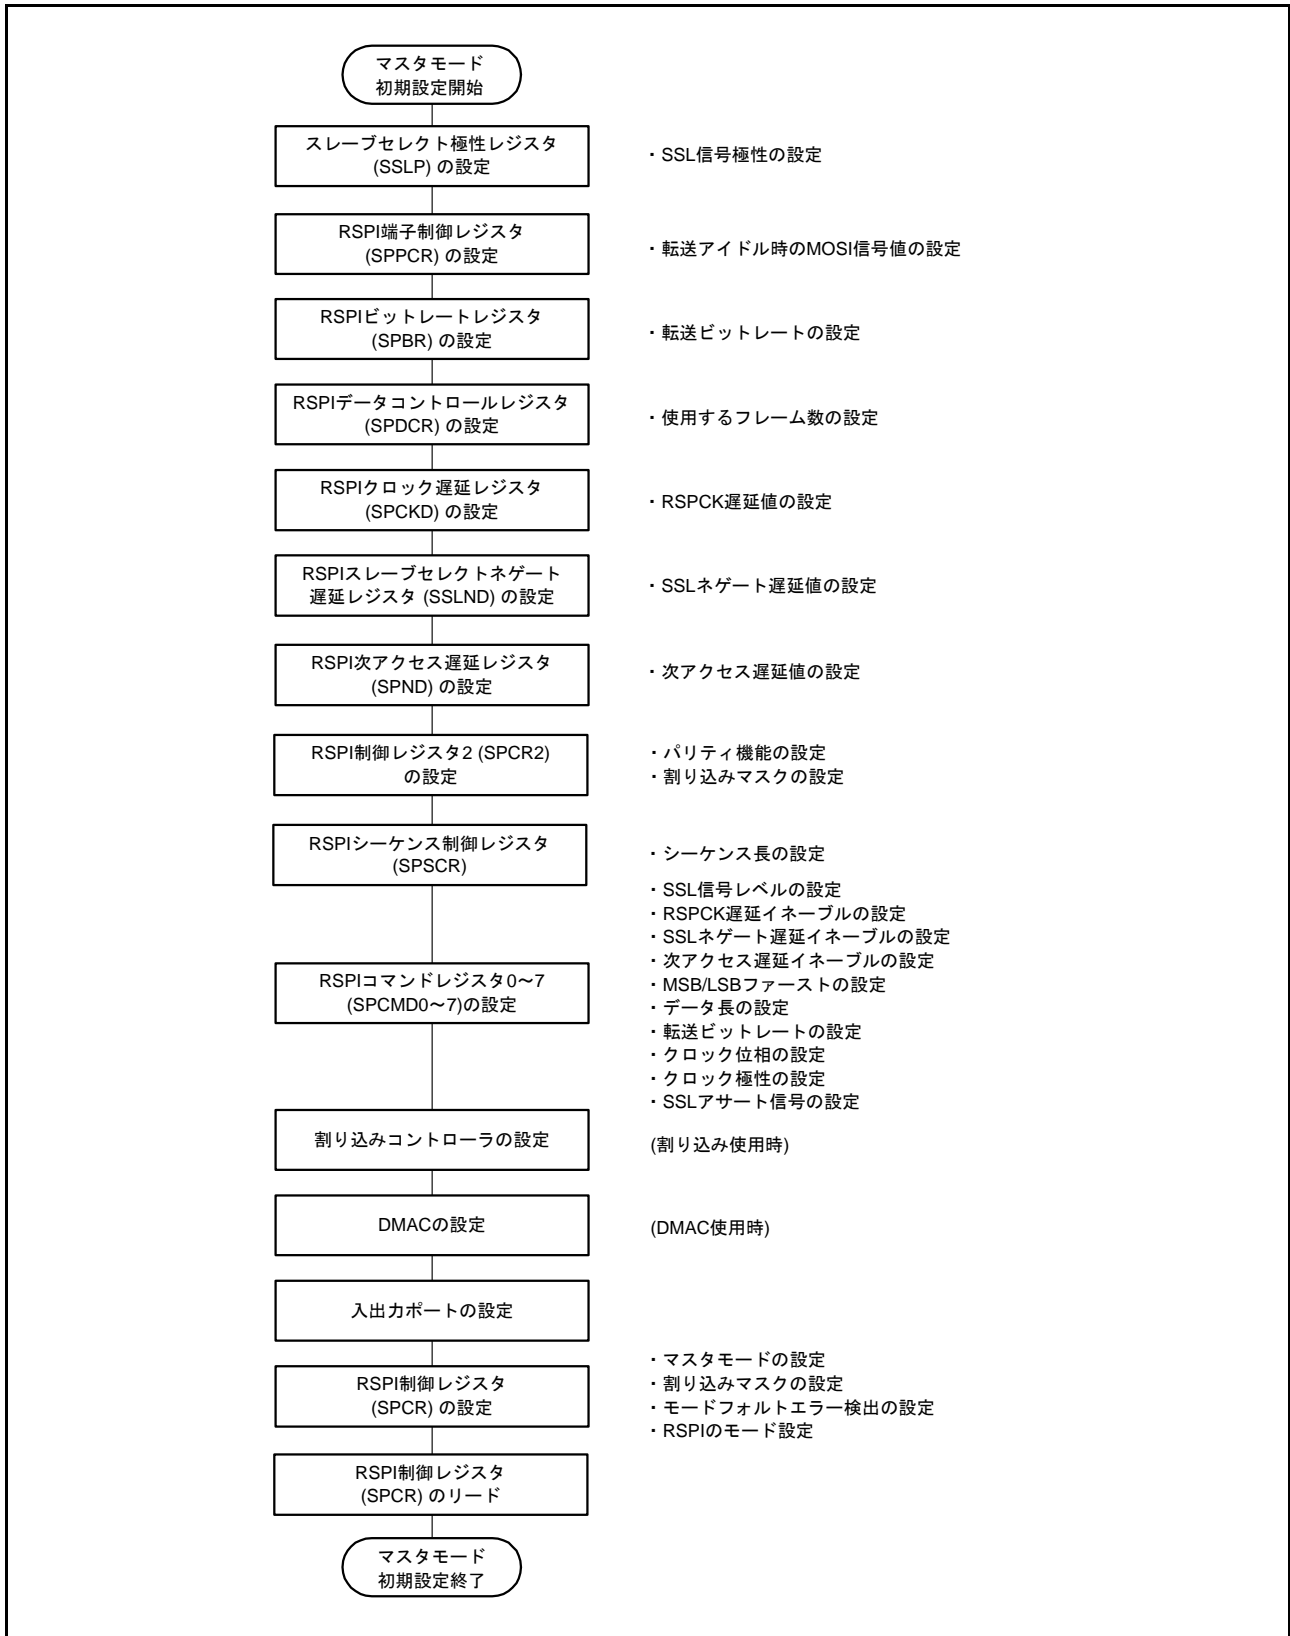 マスタモード
初期設定開始
スレーブセレクト極性レジスタ
(SSLP) の設定
・SSL信号極性の設定
RSPI端子制御レジスタ
(SPPCR) の設定
・転送アイドル時のMOSI信号値の設定
RSPIビットレートレジスタ
(SPBR) の設定
・転送ビットレートの設定
RSPIデータコントロールレジスタ
(SPDCR) の設定
・使用するフレーム数の設定
RSPIクロック遅延レジスタ
(SPCKD) の設定
・RSPCK遅延値の設定
RSPIスレーブセレクトネゲート
遅延レジスタ (SSLND) の設定
・SSLネゲート遅延値の設定
RSPI次アクセス遅延レジスタ
(SPND) の設定
・次アクセス遅延値の設定
RSPI制御レジスタ2 (SPCR2)
の設定
・パリティ機能の設定
・割り込みマスクの設定
RSPIシーケンス制御レジスタ
(SPSCR)
・シーケンス長の設定
RSPIコマンドレジスタ0～7
(SPCMD0～7)の設定
・SSL信号レベルの設定
・RSPCK遅延イネーブルの設定
・SSLネゲート遅延イネーブルの設定
・次アクセス遅延イネーブルの設定
・MSB/LSBファーストの設定
・データ長の設定
・転送ビットレートの設定
・クロック位相の設定
・クロック極性の設定
・SSLアサート信号の設定
割り込みコントローラの設定
(割り込み使用時)
DMACの設定
(DMAC使用時)
入出力ポートの設定
RSPI制御レジスタ
(SPCR) の設定
・マスタモードの設定
・割り込みマスクの設定
・モードフォルトエラー検出の設定
・RSPIのモード設定
RSPI制御レジスタ
(SPCR) のリード
マスタモード
初期設定終了